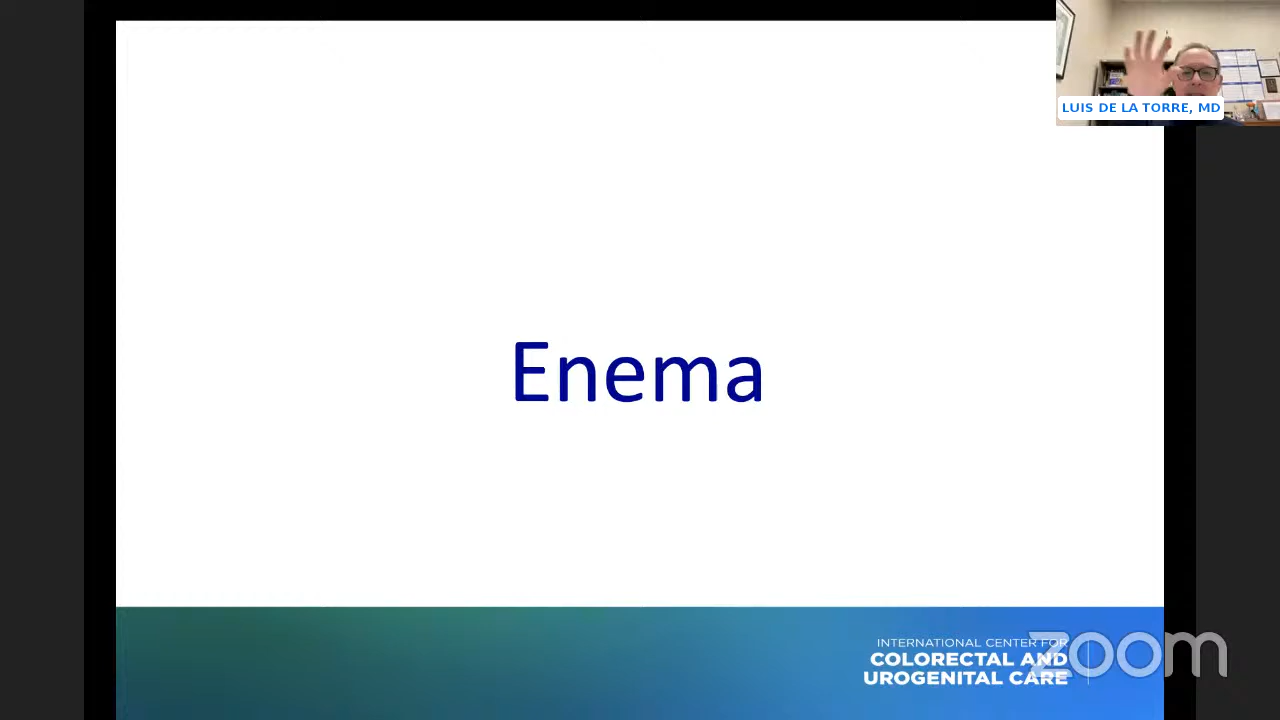 LUIS DE LA TORRE, MD
Enema
INTERNATIONAL CENTER FOR
COLORECTAL AND
UROGENITAL CARE
zoom